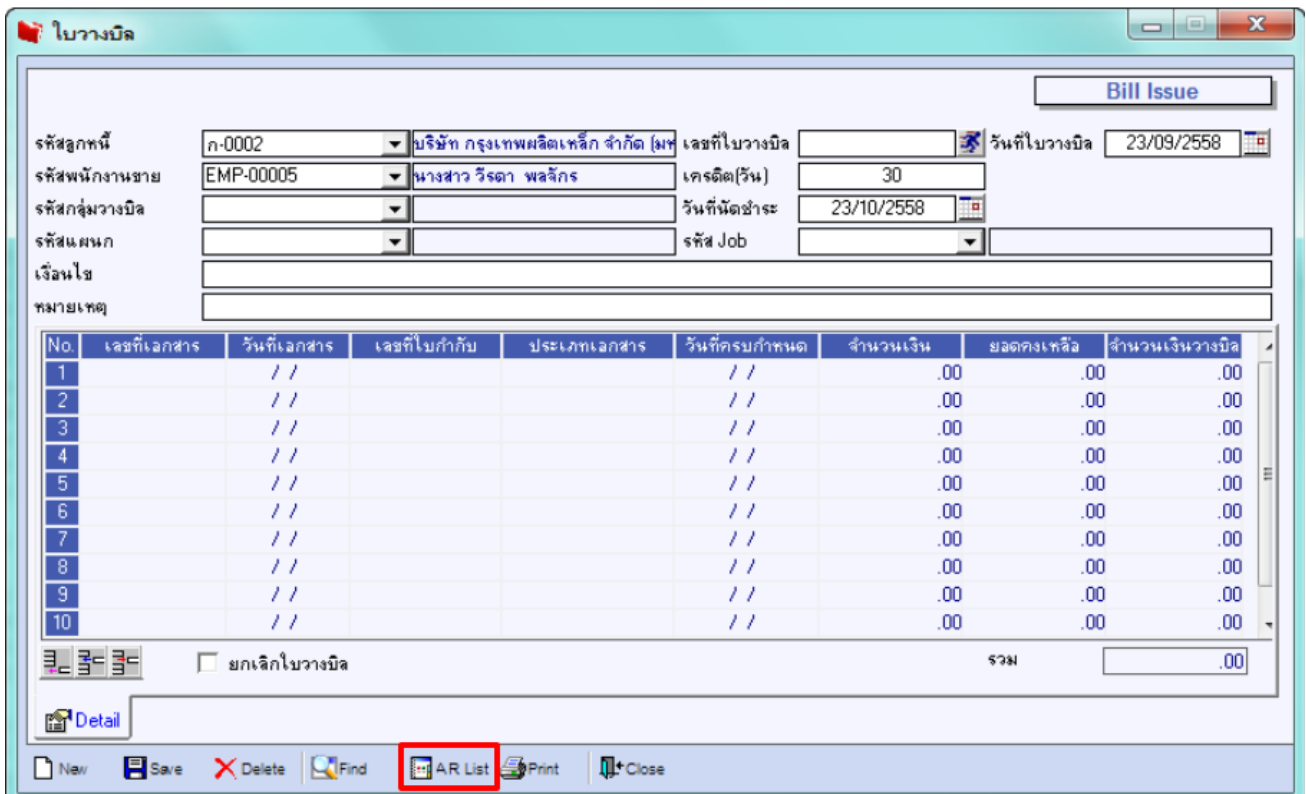 ใบวางบิล
Bill Issue
รหัสลูกหนี้ ก-0002 บริษัท กรุงเทพผลิตเหล็ก จำกัด (มห เลขที่ใบวางบิล วันที่ใบวางบิล 23/09/2558
รหัสพนักงานขาย EMP-00005 นางสาว วีรดา พลจักร เครดิต(วัน) 30
รหัสกลุ่มวางบิล วันที่นัดชำระ 23/10/2558
รหัสแผนก รหัส Job
เงื่อนไข
หมายเหตุ
No. เลขที่เอกสาร วันที่เอกสาร เลขที่ใบกำกับ ประเภทเอกสาร วันที่ครบกำหนด จำนวนเงิน ยอดคงเหลือ จำนวนเงินวางบิล
1 / / / / .00 .00 .00
2 / / / / .00 .00 .00
3 / / / / .00 .00 .00
4 / / / / .00 .00 .00
5 / / / / .00 .00 .00
6 / / / / .00 .00 .00
7 / / / / .00 .00 .00
8 / / / / .00 .00 .00
9 / / / / .00 .00 .00
10 / / / / .00 .00 .00
ยกเลิกใบวางบิล รวม .00
Detail
New Save Delete Find AR List Print Close